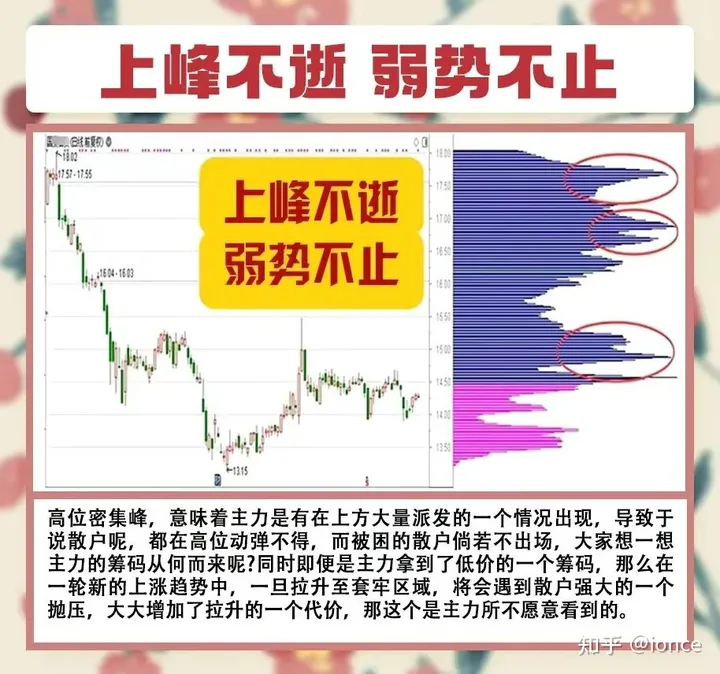 上峰不逝 弱势不止
(日线 前复权)
18.02
17.57 - 17.55
上峰不逝
弱势不止
16.04 - 16.03
13.15
18.00
17.50
17.00
16.50
16.00
15.50
15.00
14.50
14.00
13.50
高位密集峰，意味着主力是有在上方大量派发的一个情况出现，导致于
说散户呢，都在高位动弹不得，而被困的散户倘若不出场，大家想一想
主力的筹码从何而来呢?同时即便是主力拿到了低价的一个筹码，那么在
一轮新的上涨趋势中，一旦拉升至套牢区域，将会遇到散户强大的一个
抛压，大大增加了拉升的一个代价，那这个是主力所不愿意看到的。
知乎 @ionce